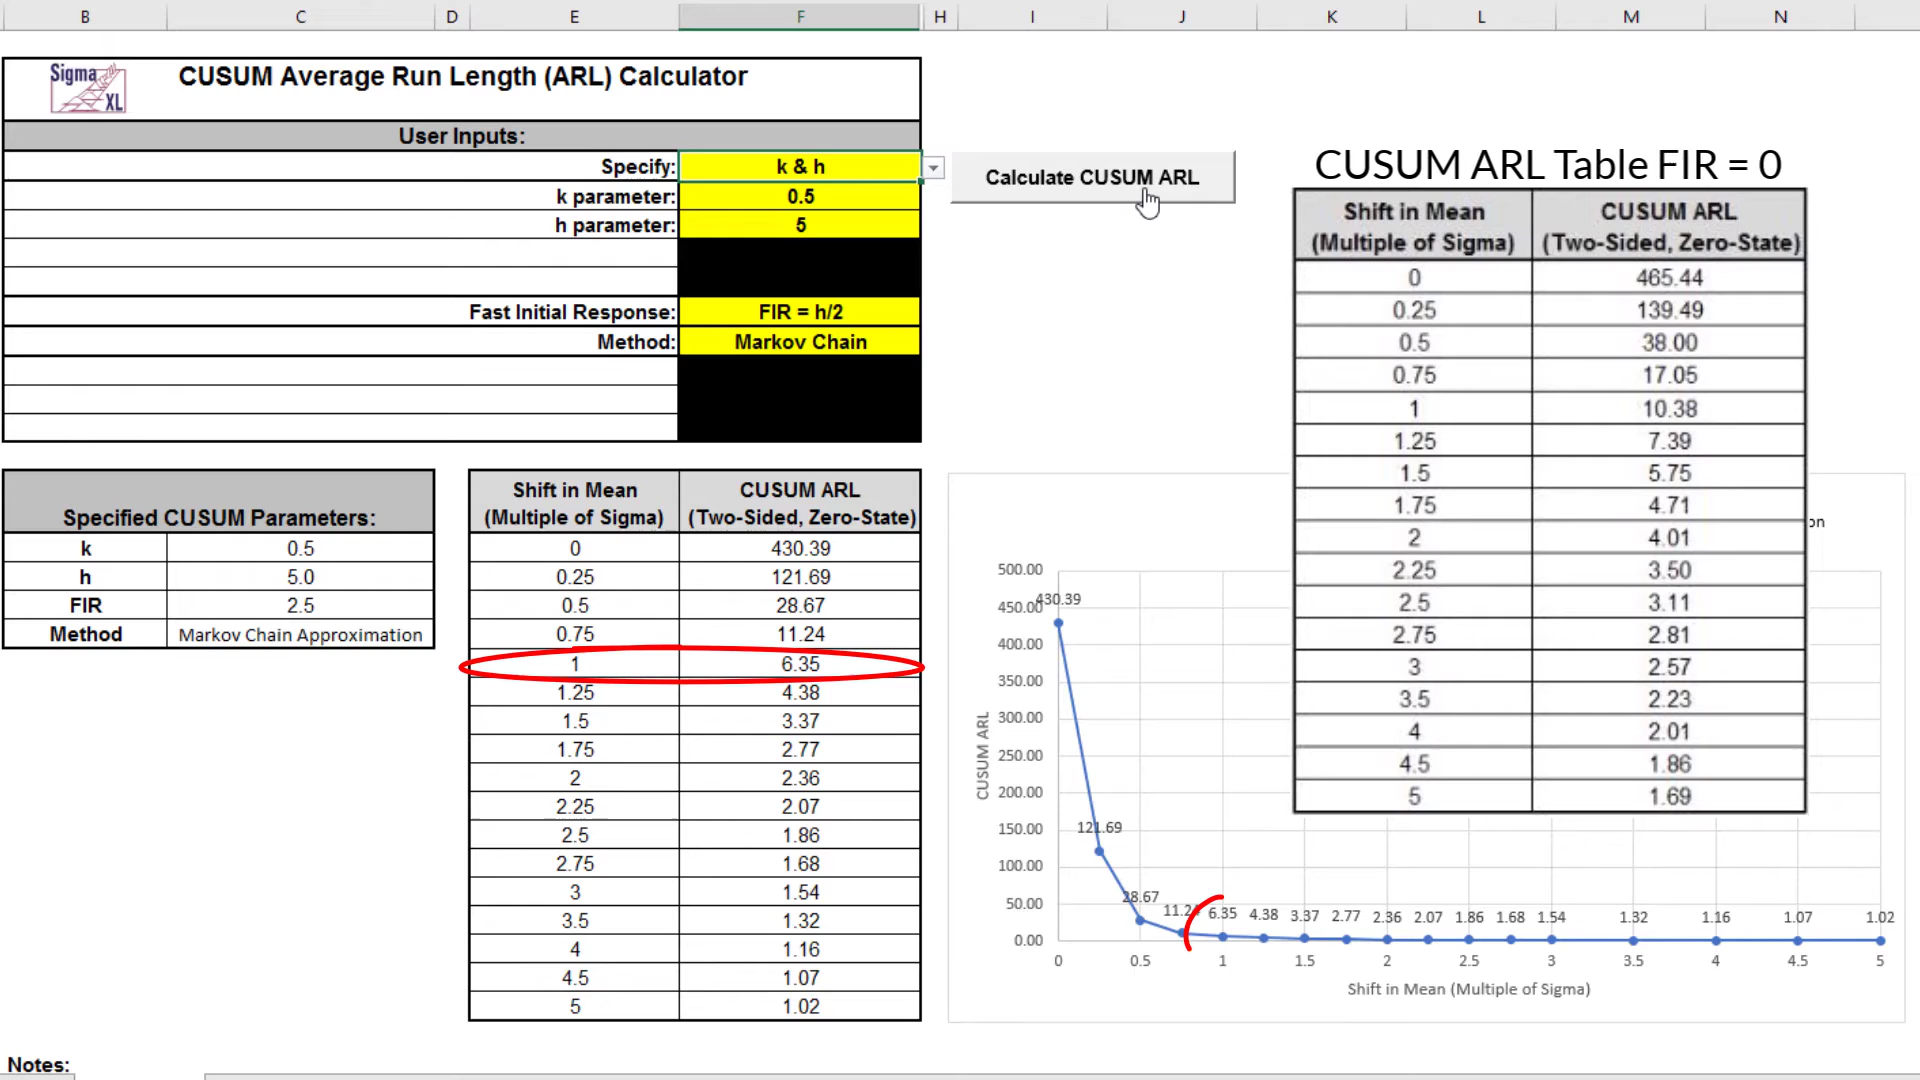 B C D E F H I J K L M N
Sigma XL
CUSUM Average Run Length (ARL) Calculator
User Inputs:
Specify: k & h
k parameter: 0.5
h parameter: 5
Fast Initial Response: FIR = h/2
Method: Markov Chain
Calculate CUSUM ARL
CUSUM ARL Table FIR = 0
Shift in Mean CUSUM ARL
(Multiple of Sigma) (Two-Sided, Zero-State)
0 465.44
0.25 139.49
0.5 38.00
0.75 17.05
1 10.38
1.25 7.39
1.5 5.75
1.75 4.71
2 4.01
2.25 3.50
2.5 3.11
2.75 2.81
3 2.57
3.5 2.23
4 2.01
4.5 1.86
5 1.69
Specified CUSUM Parameters:
k 0.5
h 5.0
FIR 2.5
Method Markov Chain Approximation
Shift in Mean CUSUM ARL
(Multiple of Sigma) (Two-Sided, Zero-State)
0 430.39
0.25 121.69
0.5 28.67
0.75 11.24
1 6.35
1.25 4.38
1.5 3.37
1.75 2.77
2 2.36
2.25 2.07
2.5 1.86
2.75 1.68
3 1.54
3.5 1.32
4 1.16
4.5 1.07
5 1.02
500.00
450.00
400.00
350.00
300.00
250.00
200.00
150.00
100.00
50.00
0.00
CUSUM ARL
430.39
121.69
28.67
11.24 6.35 4.38 3.37 2.77 2.36 2.07 1.86 1.68 1.54 1.32 1.16 1.07 1.02
0 0.5 1 1.5 2 2.5 3 3.5 4 4.5 5
Shift in Mean (Multiple of Sigma)
Notes: